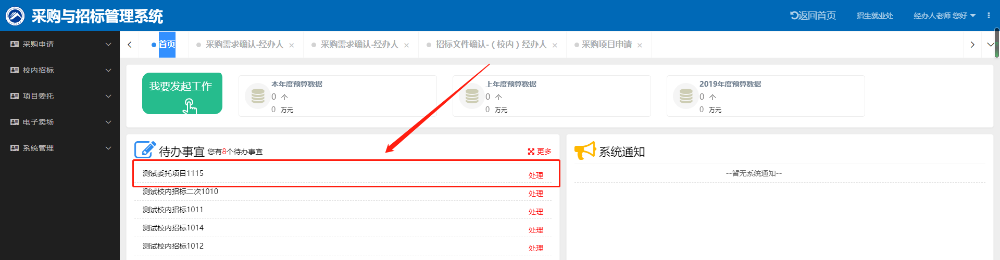 采购与招标管理系统
返回首页
招生就业处
经办人老师 您好
采购申请
校内招标
项目委托
电子卖场
系统管理
首页
采购需求确认-经办人
采购需求确认-经办人
招标文件确认-（校内）经办人
采购项目申请
我要发起工作
本年度预算数据
0 个
0 万元
上年度预算数据
0 个
0 万元
2019年度预算数据
0 个
0 万元
待办事宜 您有8个待办事宜
更多
测试委托项目1115 处理
测试校内招标二次1010 处理
测试校内招标1011 处理
测试校内招标1014 处理
测试校内招标1012 处理
系统通知
--暂无系统通知--